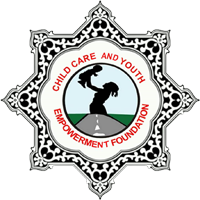 CHILD CARE AND YOUTH
EMPOWERMENT FOUNDATION